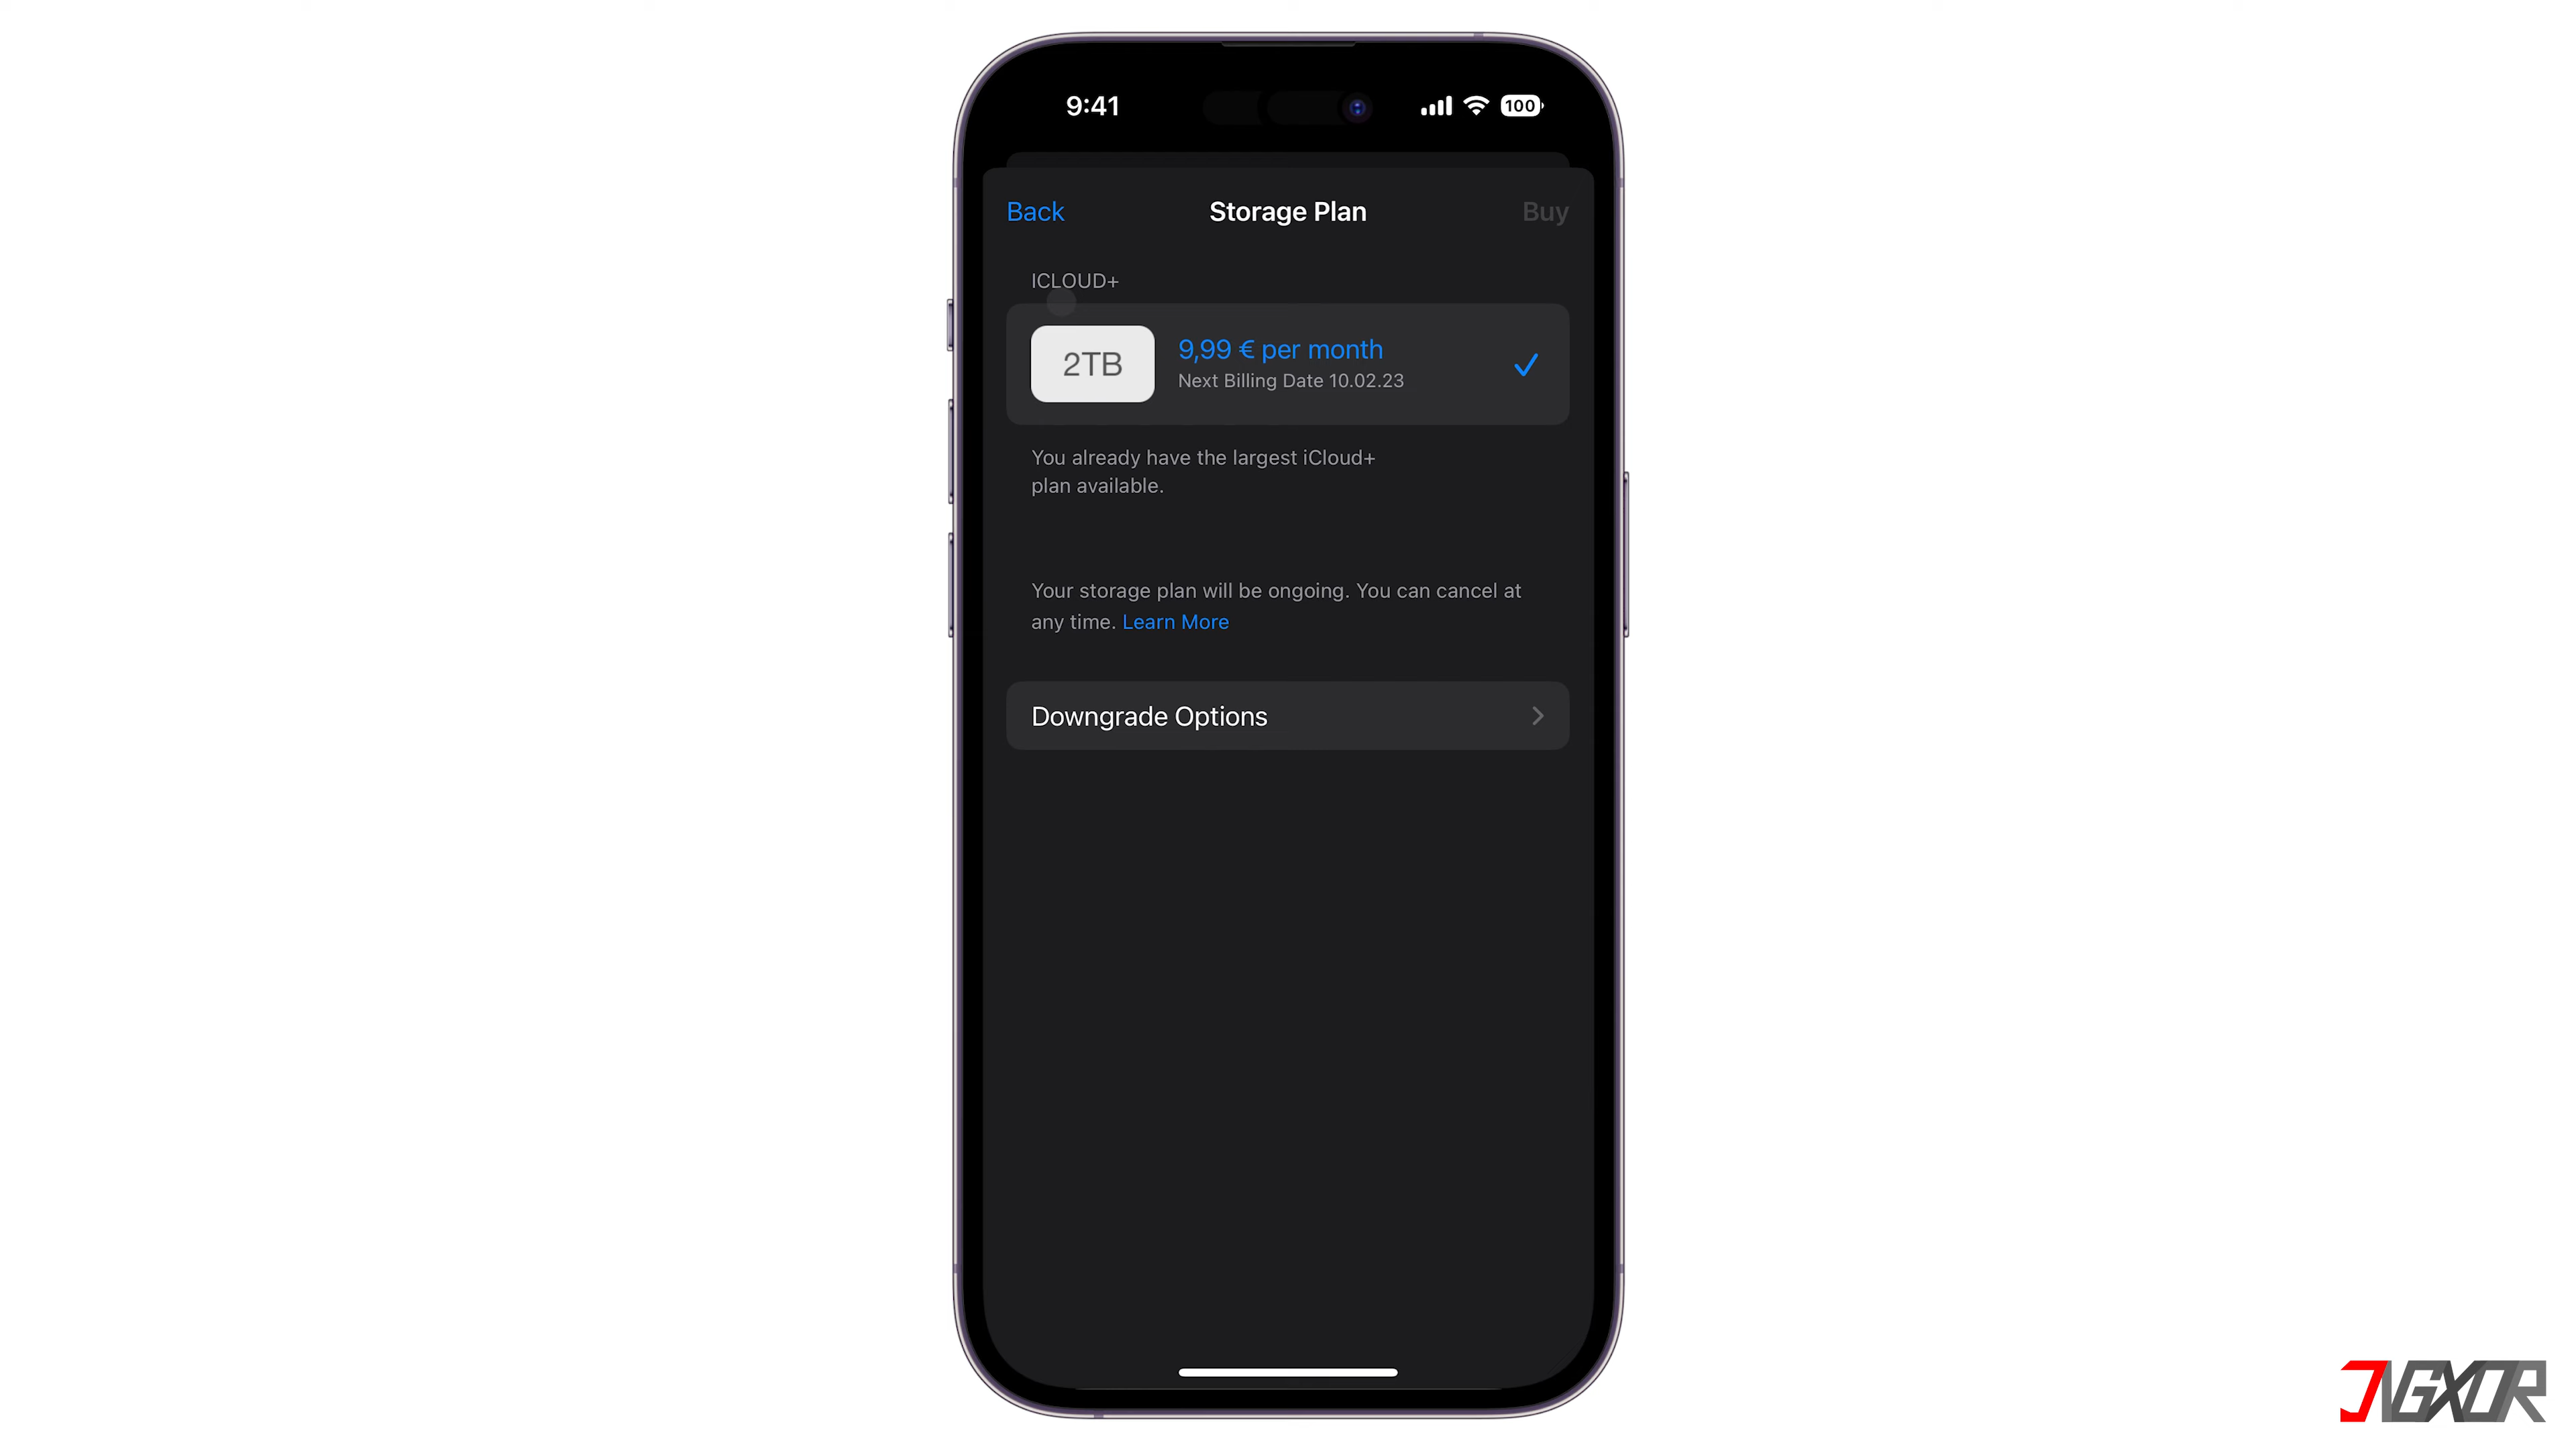 9:41
100
Back
Storage Plan
Buy
ICLOUD+
2TB
9,99 € per month
Next Billing Date 10.02.23
You already have the largest iCloud+
plan available.
Your storage plan will be ongoing. You can cancel at
any time. Learn More
Downgrade Options
JNGXOR